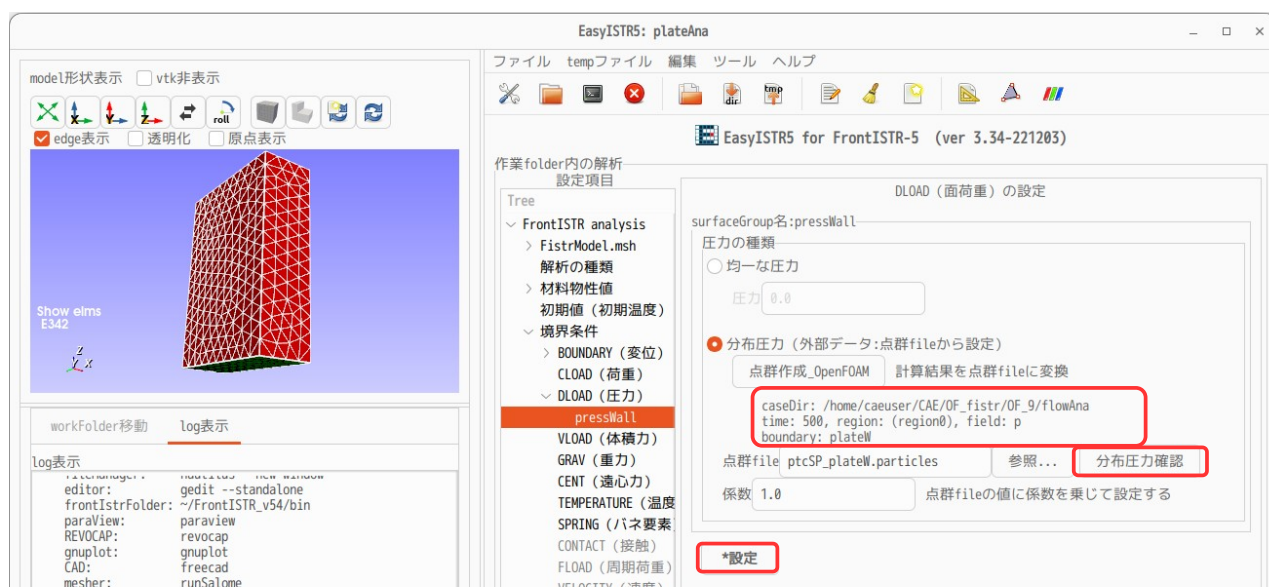 EasyISTR5: plateAna
model形状表示 vtk非表示
roll
edge表示 透明化 原点表示
Show elms
E342
Z
Y X
workFolder移動 log表示
log表示
fileManager: nautilus --new-window
editor: gedit --standalone
frontIstrFolder: ~/FrontISTR_v54/bin
paraView: paraview
REVOCAP: revocap
gnuplot: gnuplot
CAD: freecad
mesher: runSalome
ファイル tempファイル 編集 ツール ヘルプ
dir tmp
EasyISTR5 for FrontISTR-5 (ver 3.34-221203)
作業folder内の解析
設定項目
Tree
FrontISTR analysis
FistrModel.msh
解析の種類
材料物性値
初期値（初期温度）
境界条件
BOUNDARY（変位）
CLOAD（荷重）
DLOAD（圧力）
pressWall
VLOAD（体積力）
GRAV（重力）
CENT（遠心力）
TEMPERATURE（温度
SPRING（バネ要素
CONTACT（接触）
FLOAD（周期荷重）
VELOCITY（速度）
DLOAD（面荷重）の設定
surfaceGroup名:pressWall
圧力の種類
均一な圧力
圧力 0.0
分布圧力（外部データ:点群fileから設定）
点群作成_OpenFOAM 計算結果を点群fileに変換
caseDir: /home/caeuser/CAE/OF_fistr/OF_9/flowAna
time: 500, region: (region0), field: p
boundary: plateW
点群file ptcSP_plateW.particles 参照... 分布圧力確認
係数 1.0 点群fileの値に係数を乗じて設定する
*設定